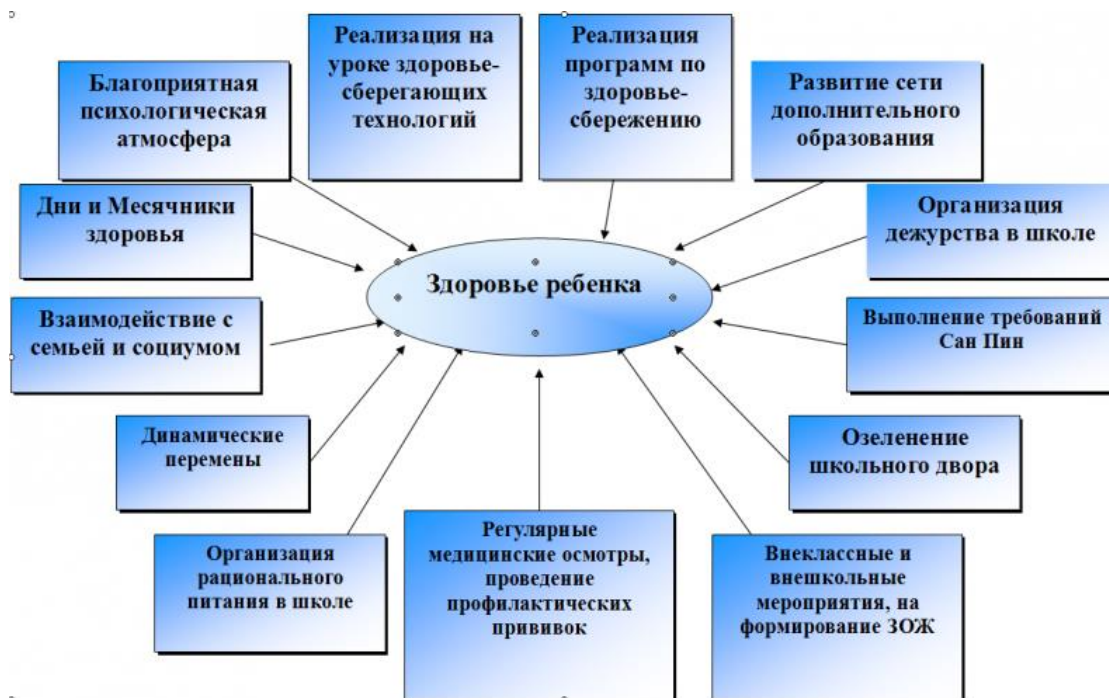 Благоприятная
психологическая
атмосфера
Реализация на
уроке здоровье-
сберегающих
технологий
Реализация
программ по
здоровье-
сбережению
Развитие сети
дополнительного
образования
Дни и Месячники
здоровья
Организация
дежурства в школе
Здоровье ребенка
Взаимодействие с
семьей и социумом
Выполнение требований
Сан Пин
Динамические
перемены
Озеленение
школьного двора
Организация
рационального
питания в школе
Регулярные
медицинские осмотры,
проведение
профилактических
прививок
Внеклассные и
внешкольные
мероприятия, на
формирование ЗОЖ